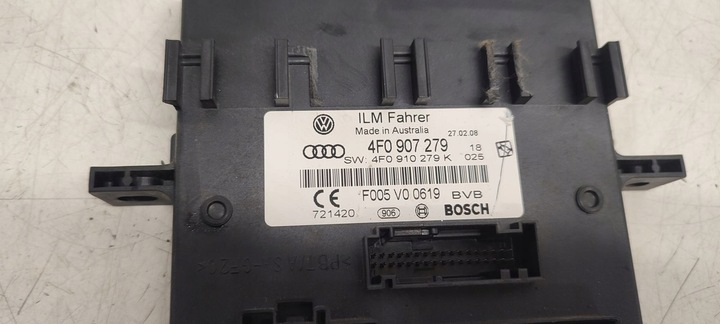 ILM Fahrer
Made in Australia 27.02.08
4F0 907 279 18
SW: 4F0 910 279 K 025
F005 V0 0619 BVB
721420 906 BOSCH